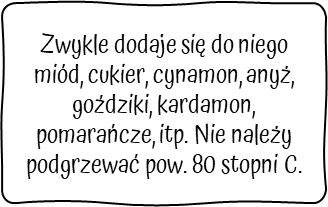 Zwykle dodaje się do niego
miód, cukier, cynamon, anyż,
goździki, kardamon,
pomarańcze, itp. Nie należy
podgrzewać pow. 80 stopni C.